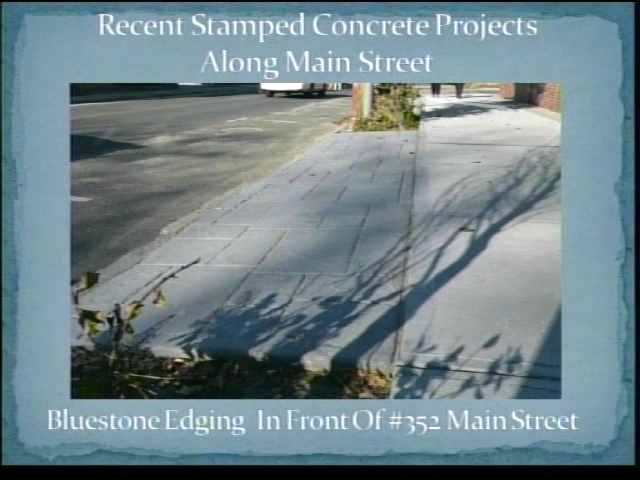 Recent Stamped Concrete Projects
Along Main Street
Bluestone Edging In Front Of #352 Main Street